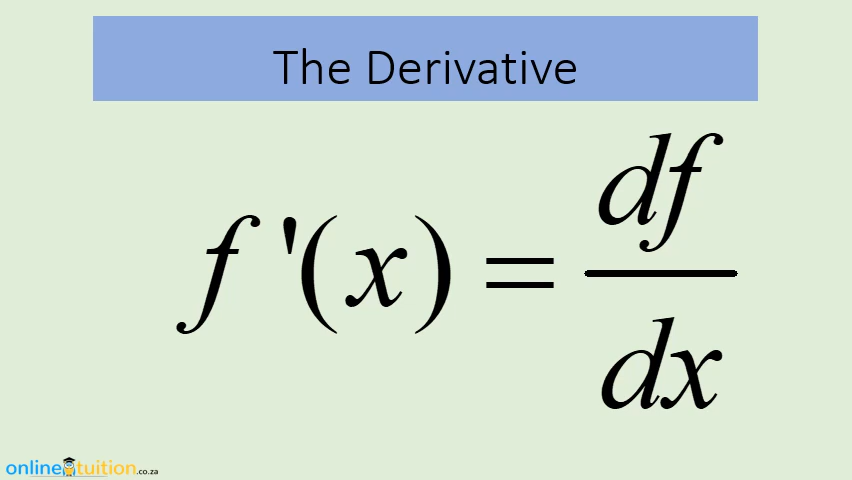 The Derivative
f'(x) = df/dx
onlinetuition.co.za